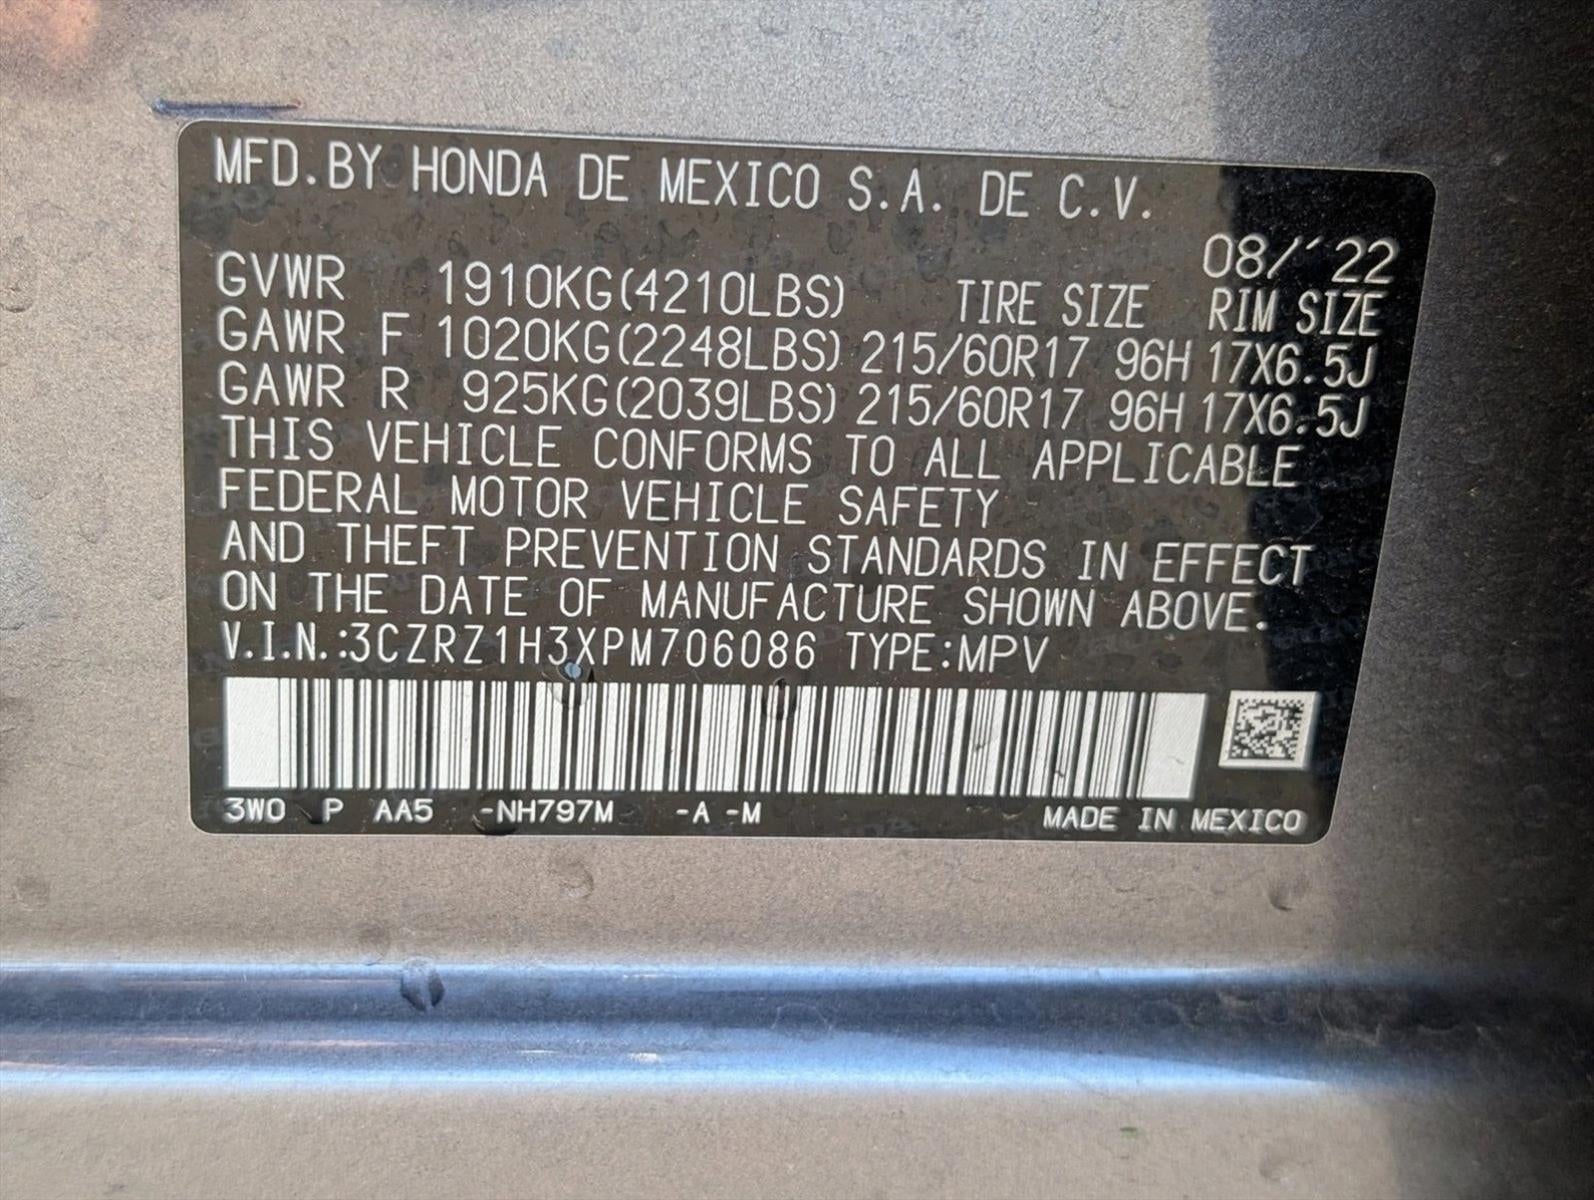 MFD.BY HONDA DE MEXICO S.A. DE C.V.
08/´22
GVWR 1910KG(4210LBS) TIRE SIZE RIM SIZE
GAWR F 1020KG(2248LBS) 215/60R17 96H 17X6.5J
GAWR R 925KG(2039LBS) 215/60R17 96H 17X6.5J
THIS VEHICLE CONFORMS TO ALL APPLICABLE
FEDERAL MOTOR VEHICLE SAFETY
AND THEFT PREVENTION STANDARDS IN EFFECT
ON THE DATE OF MANUFACTURE SHOWN ABOVE.
V.I.N.:3CZRZ1H3XPM706086 TYPE:MPV
3W0 P AA5 -NH797M -A -M MADE IN MEXICO